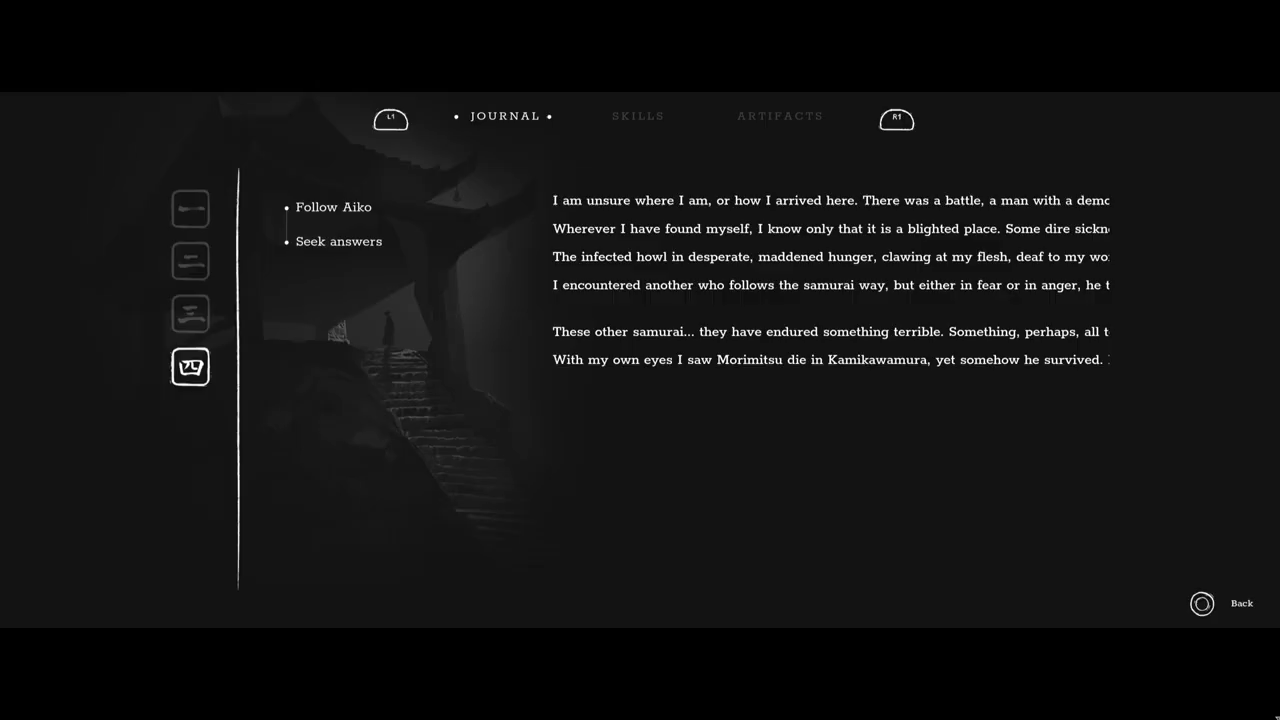 L1
JOURNAL
SKILLS
ARTIFACTS
R1
一
二
三
四
Follow Aiko
Seek answers
I am unsure where I am, or how I arrived here. There was a battle, a man with a
Wherever I have found myself, I know only that it is a blighted place. Some dire
The infected howl in desperate, maddened hunger, clawing at my flesh, deaf to my
I encountered another who follows the samurai way, but either in fear or in anger, he
These other samurai... they have endured something terrible. Something, perhaps, all
With my own eyes I saw Morimitsu die in Kamikawamura, yet somehow he survived.
Back